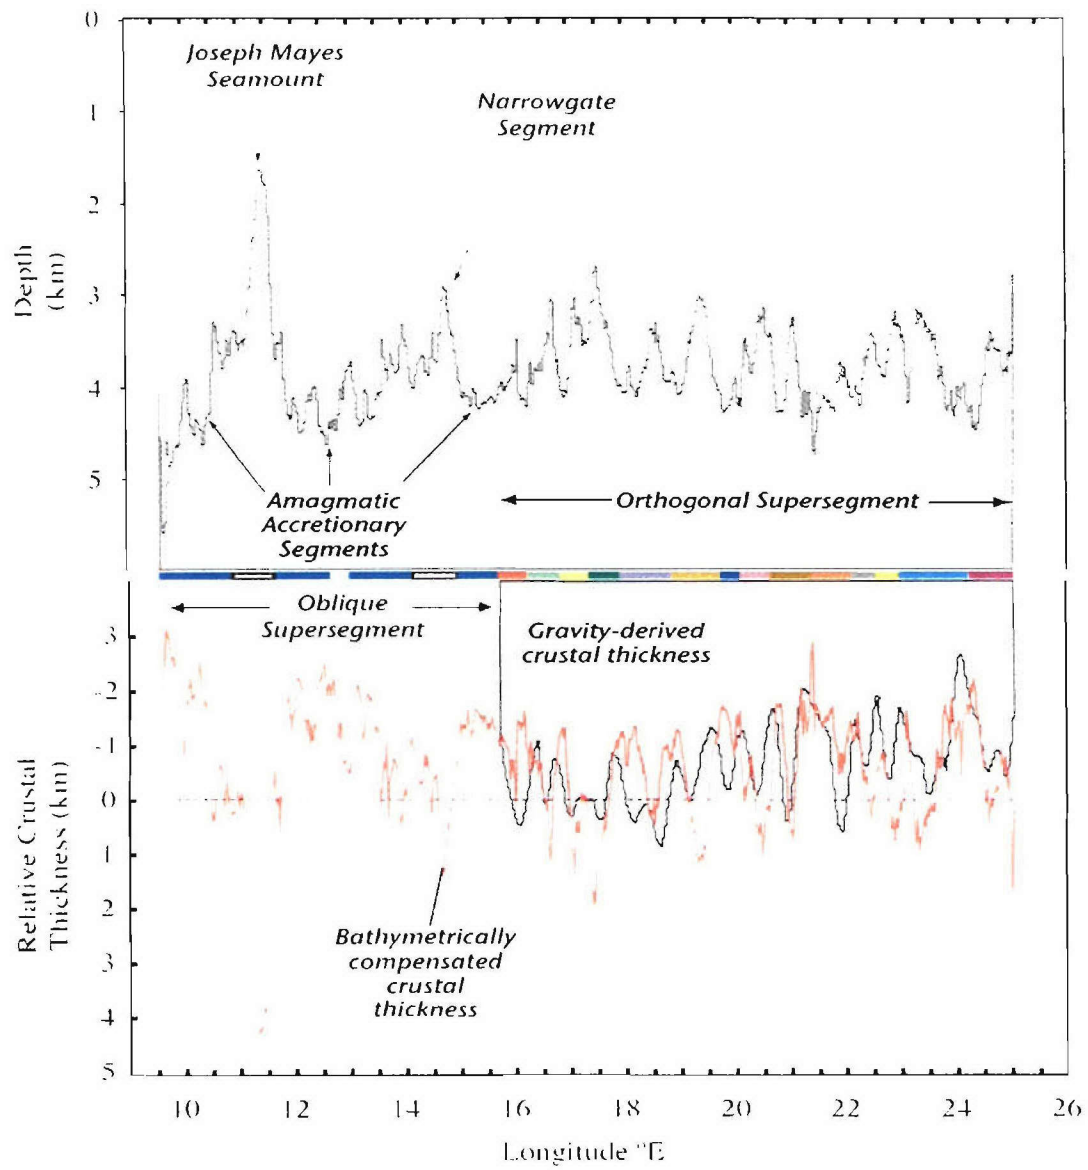 0
Joseph Mayes
Seamount
1
Narrowgate
Segment
2
Depth
(km)
3
4
5
Amagmatic
Accretionary
Segments
Orthogonal Supersegment
Oblique
Supersegment
Gravity-derived
crustal thickness
Relative Crustal
Thickness (km)
-3
-2
-1
0
1
2
3
4
5
Bathymetrically
compensated
crustal
thickness
10 12 14 16 18 20 22 24 26
Longitude °E